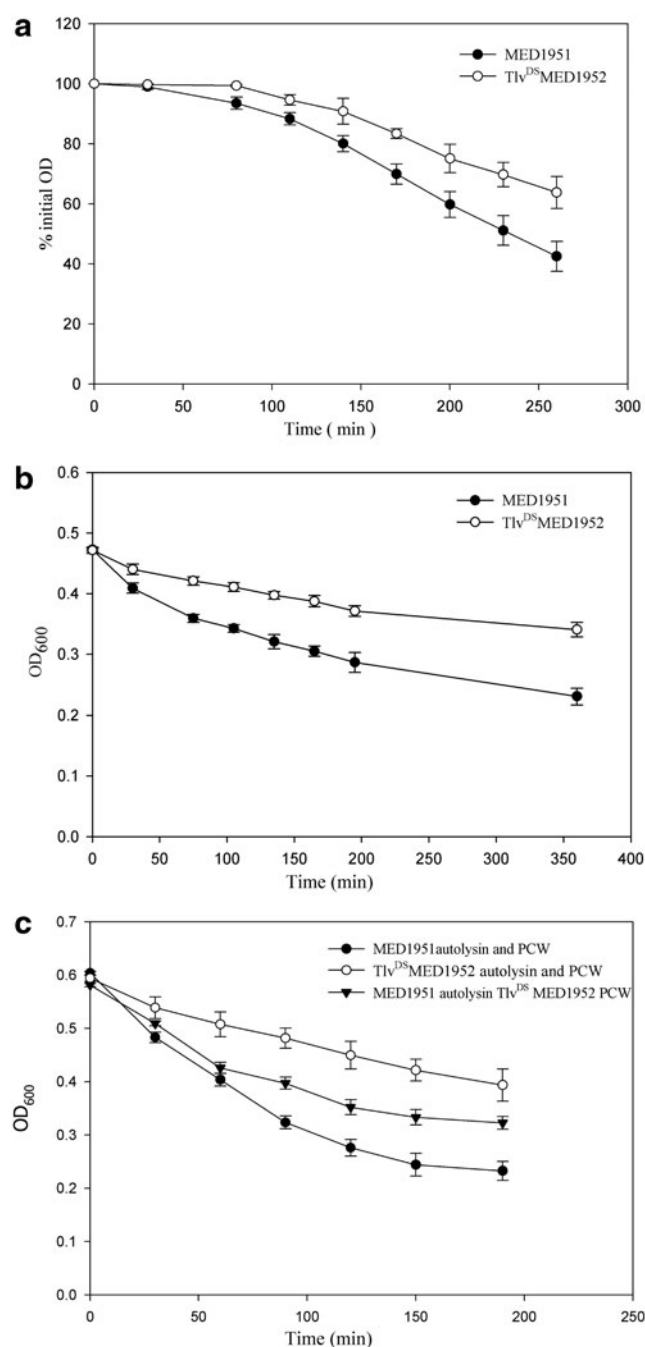 a
120
100
80
60
40
20
0
% initial OD
MED1951
Tlv^DS MED1952
0 50 100 150 200 250 300
Time ( min )
b
0.6
0.5
0.4
0.3
0.2
0.1
0.0
OD600
MED1951
Tlv^DS MED1952
0 50 100 150 200 250 300 350 400
Time (min)
c
0.7
0.6
0.5
0.4
0.3
0.2
0.1
0.0
OD600
MED1951autolysin and PCW
Tlv^DS MED1952 autolysin and PCW
MED1951 autolysin Tlv^DS MED1952 PCW
0 50 100 150 200 250
Time (min)